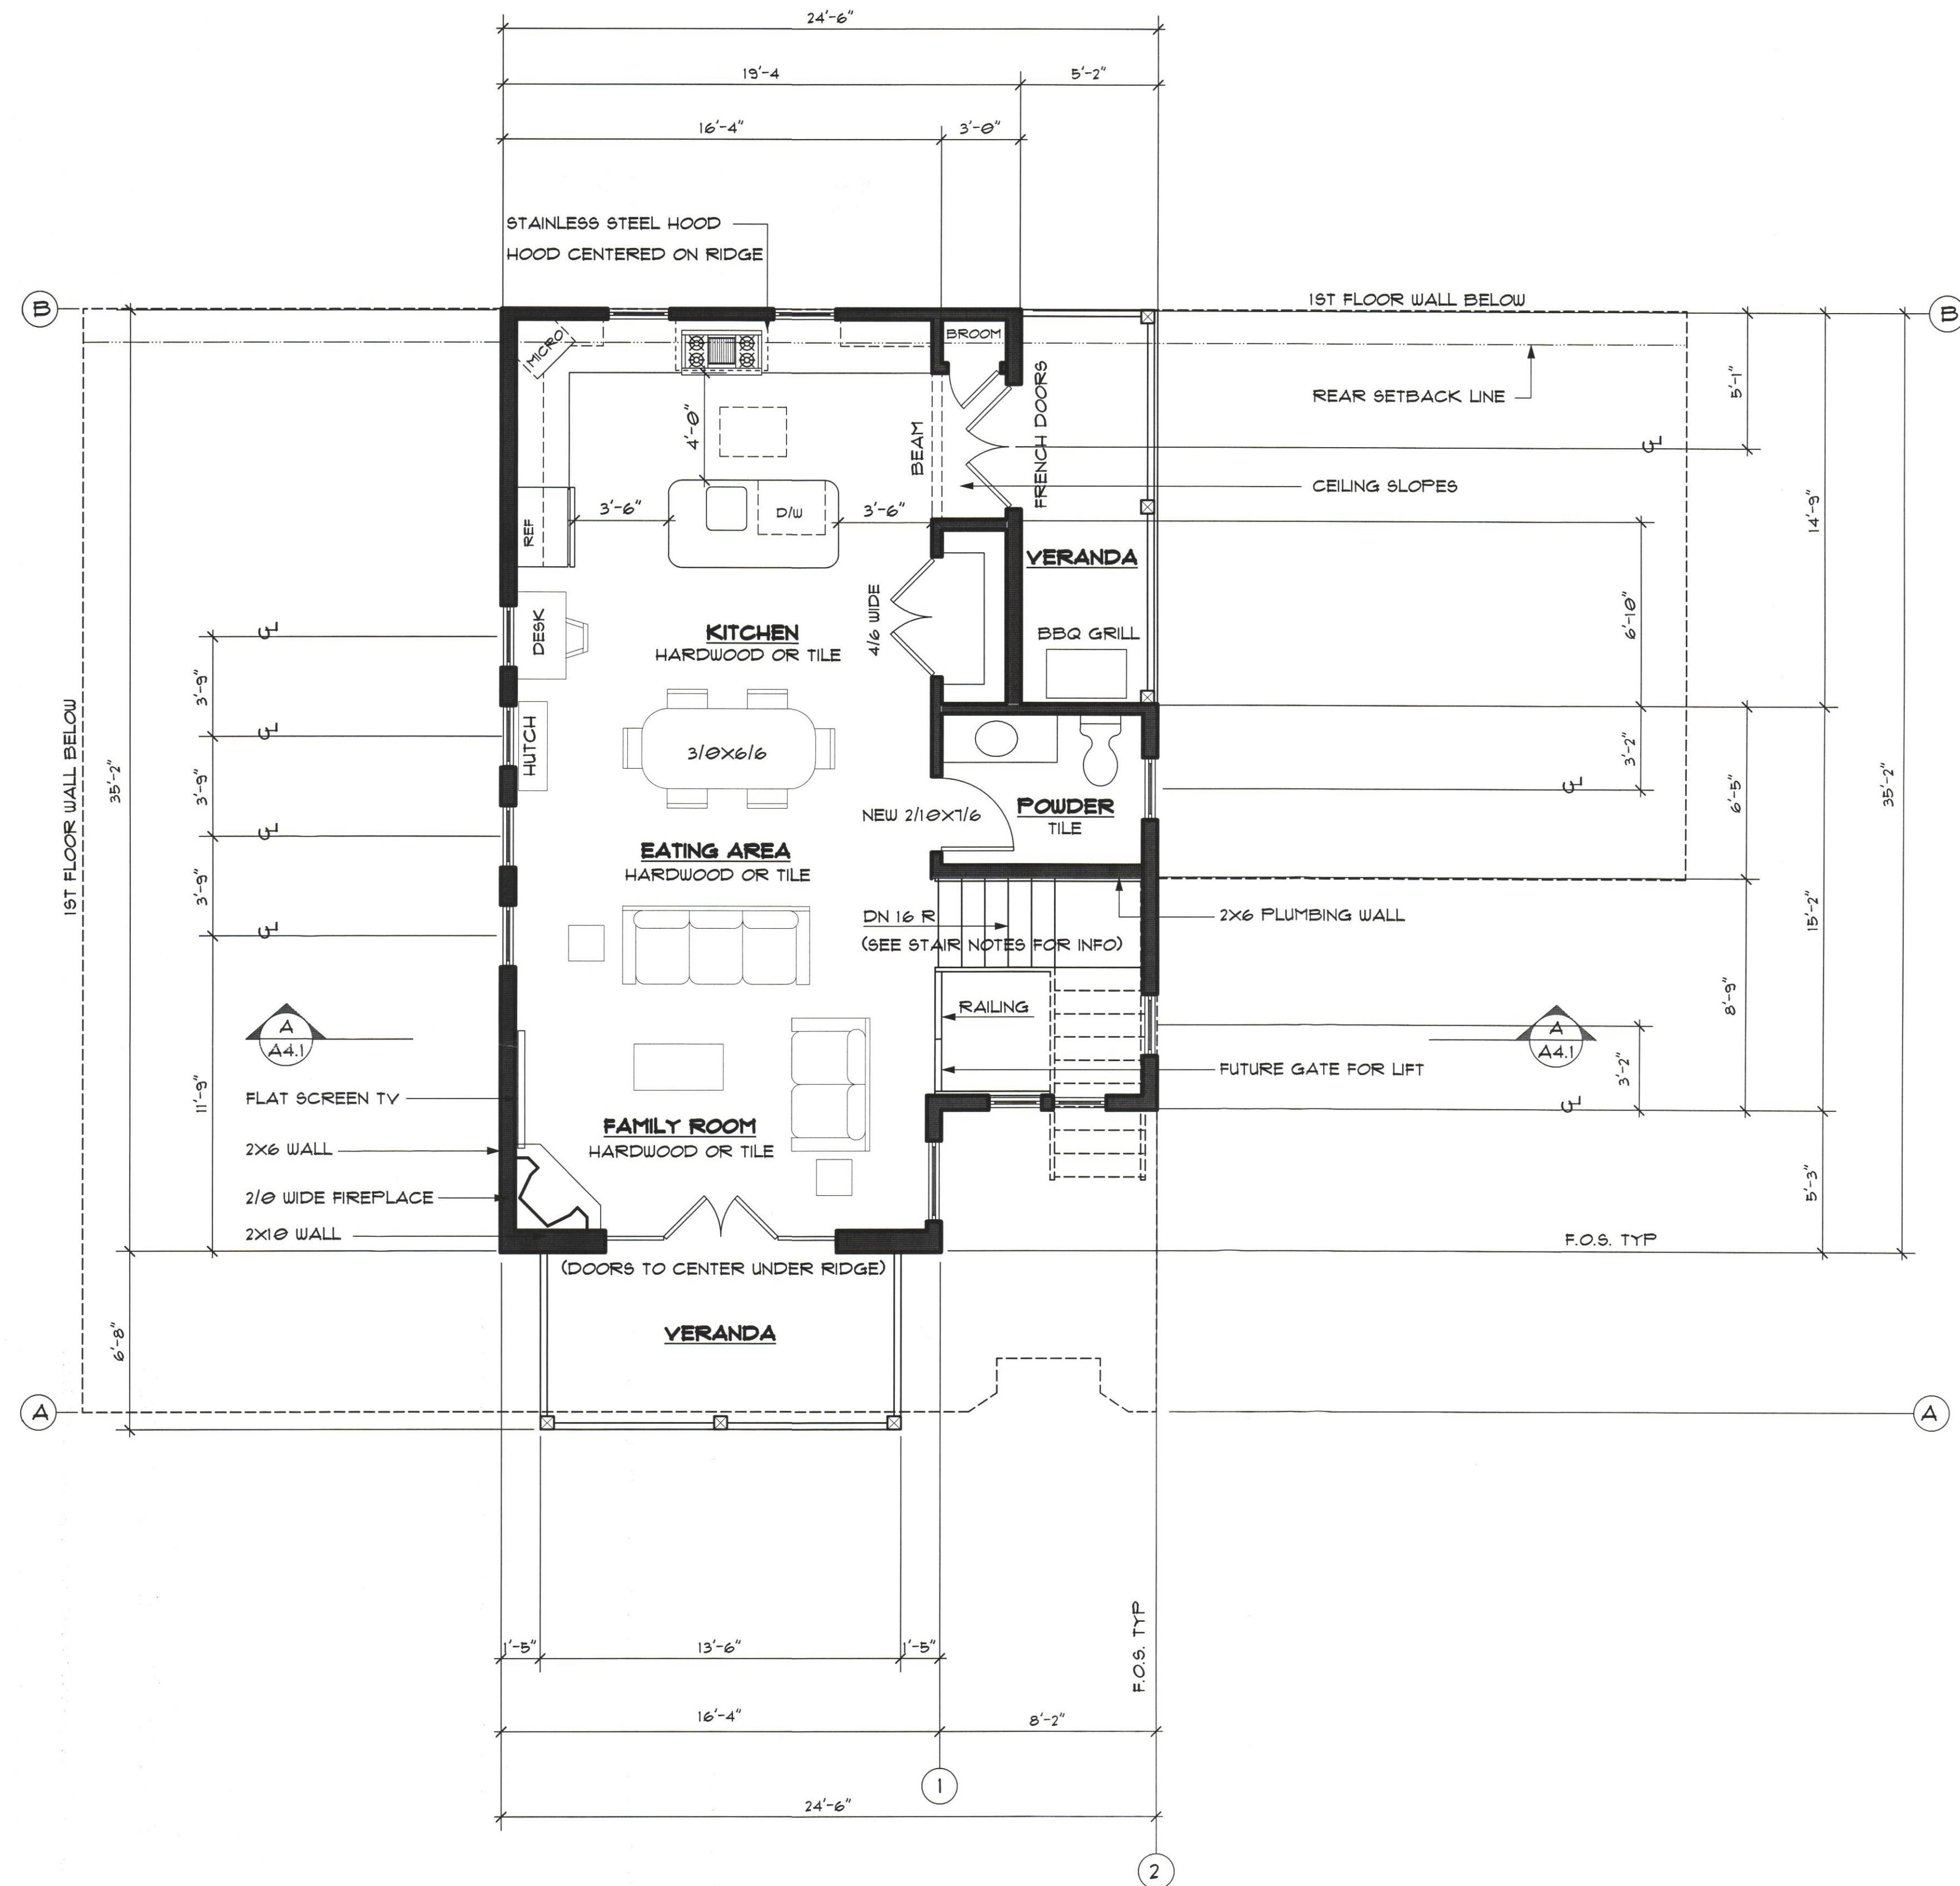 24'-6"
19'-4
5'-2"
16'-4"
3'-0"
STAINLESS STEEL HOOD
HOOD CENTERED ON RIDGE
B
1ST FLOOR WALL BELOW
B
MICRO
BROOM
REAR SETBACK LINE
5'-1"
4'-0"
BEAM
FRENCH DOORS
CEILING SLOPES
14'-9"
REF
3'-6"
D/W
3'-6"
VERANDA
DESK
4/6 WIDE
KITCHEN
HARDWOOD OR TILE
BBQ GRILL
6'-10"
3'-9"
HUTCH
3/0X6/6
1ST FLOOR WALL BELOW
35'-2"
3'-9"
3'-2"
6'-5"
35'-2"
NEW 2/10X7/6
POWDER
TILE
EATING AREA
HARDWOOD OR TILE
3'-9"
DN 16 R
(SEE STAIR NOTES FOR INFO)
2X6 PLUMBING WALL
15'-2"
RAILING
8'-9"
A
A4.1
A
A4.1
FUTURE GATE FOR LIFT
3'-2"
11'-9"
FLAT SCREEN TV
FAMILY ROOM
HARDWOOD OR TILE
2X6 WALL
2/0 WIDE FIREPLACE
2X10 WALL
5'-3"
F.O.S. TYP
(DOORS TO CENTER UNDER RIDGE)
VERANDA
6'-8"
A
A
F.O.S. TYP
1'-5"
13'-6"
1'-5"
16'-4"
8'-2"
1
24'-6"
2